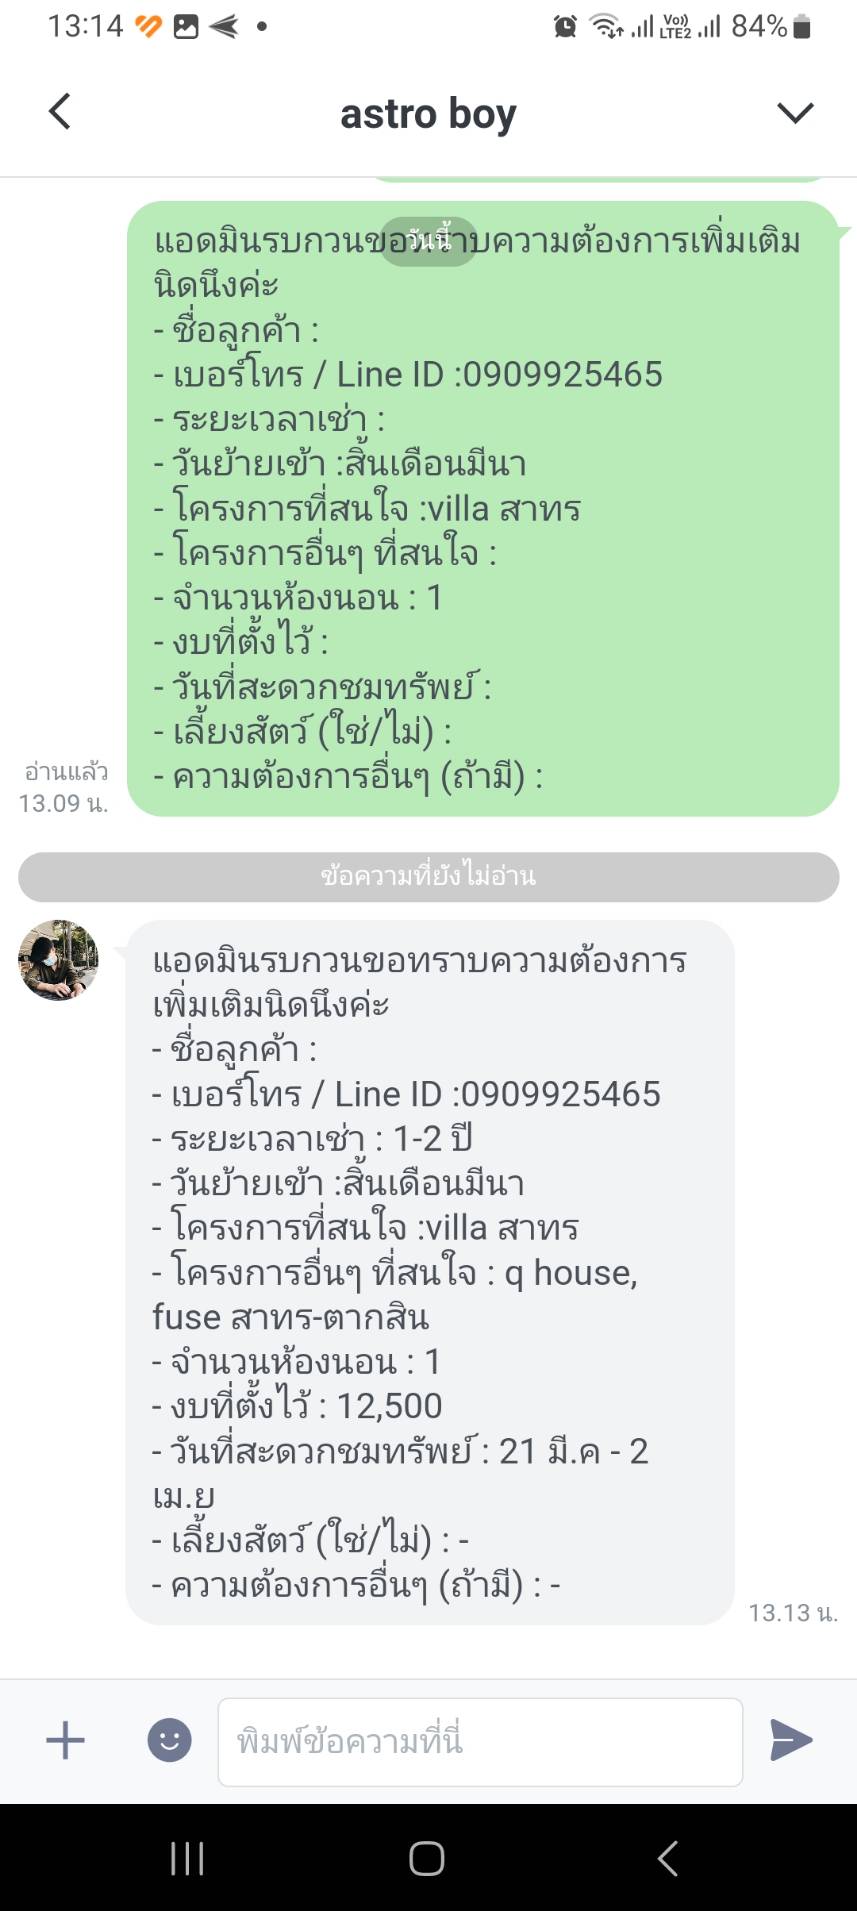 13:14
Vo))
LTE2
84%
astro boy
วันนี้
แอดมินรบกวนขอทราบความต้องการเพิ่มเติม
นิดนึงค่ะ
- ชื่อลูกค้า :
- เบอร์โทร / Line ID :0909925465
- ระยะเวลาเช่า :
- วันย้ายเข้า :สิ้นเดือนมีนา
- โครงการที่สนใจ :villa สาทร
- โครงการอื่นๆ ที่สนใจ :
- จำนวนห้องนอน : 1
- งบที่ตั้งไว้ :
- วันที่สะดวกชมทรัพย์ :
- เลี้ยงสัตว์ (ใช่/ไม่) :
- ความต้องการอื่นๆ (ถ้ามี) :
อ่านแล้ว
13.09 น.
ข้อความที่ยังไม่อ่าน
แอดมินรบกวนขอทราบความต้องการ
เพิ่มเติมนิดนึงค่ะ
- ชื่อลูกค้า :
- เบอร์โทร / Line ID :0909925465
- ระยะเวลาเช่า : 1-2 ปี
- วันย้ายเข้า :สิ้นเดือนมีนา
- โครงการที่สนใจ :villa สาทร
- โครงการอื่นๆ ที่สนใจ : q house,
fuse สาทร-ตากสิน
- จำนวนห้องนอน : 1
- งบที่ตั้งไว้ : 12,500
- วันที่สะดวกชมทรัพย์ : 21 มี.ค - 2
เม.ย
- เลี้ยงสัตว์ (ใช่/ไม่) : -
- ความต้องการอื่นๆ (ถ้ามี) : -
13.13 น.
พิมพ์ข้อความที่นี่